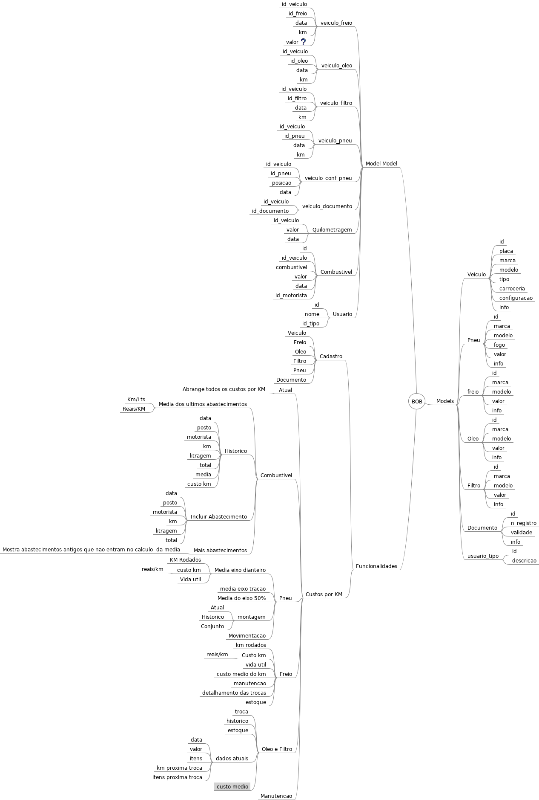 id_veiculo
id_freio
data
km
valor ?
veiculo_freio
id_veiculo
id_oleo
data
km
veiculo_oleo
id_veiculo
id_filtro
data
km
veiculo_filtro
id_veiculo
id_pneu
data
km
veiculo_pneu
id_veiculo
id_pneu
posicao
data
veiculo_cont_pneu
id_veiculo
id_documento
veiculo_documento
id_veiculo
valor
data
Quilometragem
id
id_veiculo
combustivel
valor
data
id_motorista
Combustivel
id
nome
id_tipo
Usuario
Model Model
Veiculo
Freio
Oleo
Filtro
Pneu
Documento
Cadastro
Abrange todos os custos por KM
Atual
Km/Lts
Reais/KM
Media dos ultimos abastecimentos
data
posto
motorista
km
litragem
total
media
custo km
Historico
data
posto
motorista
km
litragem
total
Incluir Abastecimento
Mostra abastecimentos antigos que nao entram no calculo da media
Mais abastecimentos
Combustivel
KM Rodados
reais/km
custo km
Vida util
Media eixo dianteiro
media eixo tracao
Media do eixo 50%
Atual
Historico
Conjunto
montagem
Movimentacao
Pneu
km rodados
reais/km
Custo km
vida util
custo medio do km
manutencao
detalhamento das trocas
estoque
Freio
troca
historico
estoque
data
valor
itens
km proxima troca
itens proxima troca
dados atuais
custo medio
Oleo e Filtro
Manutencao
Custos por KM
Funcionalidades
BDB
Models
id
placa
marca
modelo
tipo
carroceria
configuracao
info
Veiculo
id
marca
modelo
fogo
valor
info
Pneu
id
marca
modelo
valor
info
freio
id
marca
modelo
valor
info
Oleo
id
marca
modelo
valor
info
Filtro
id
n_registro
validade
info
Documento
id
descricao
usuario_tipo